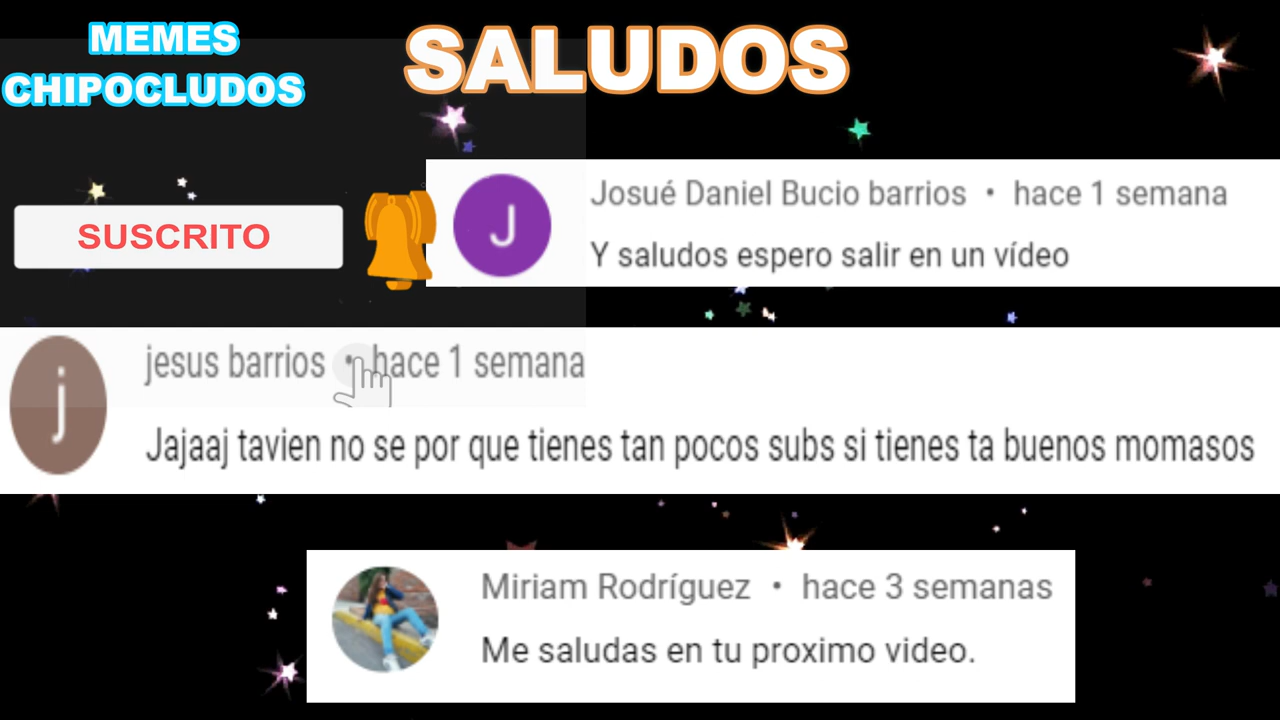 MEMES
CHIPOCLUDOS
SALUDOS
SUSCRITO
J
Josué Daniel Bucio barrios • hace 1 semana
Y saludos espero salir en un vídeo
j
jesus barrios • hace 1 semana
Jajaaj tavien no se por que tienes tan pocos subs si tienes ta buenos momasos
Miriam Rodríguez • hace 3 semanas
Me saludas en tu proximo video.